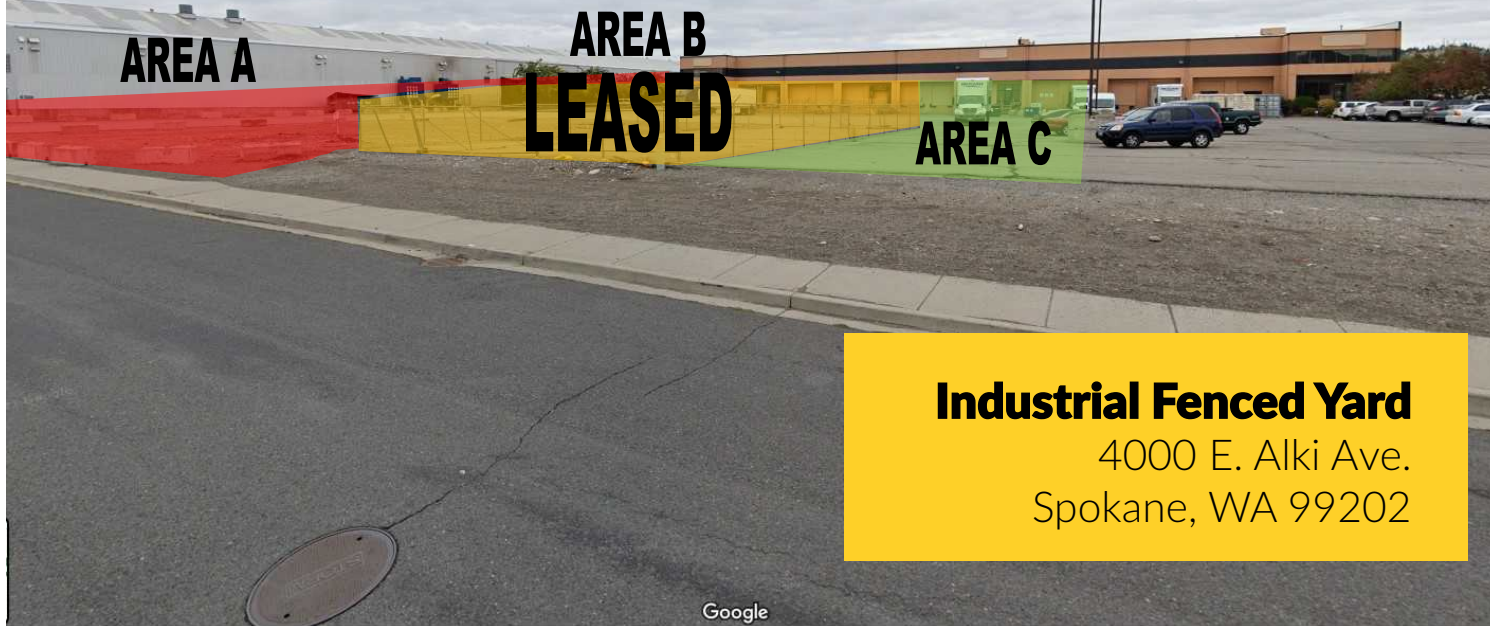 AREA A
AREA B
LEASED
AREA C
Industrial Fenced Yard
4000 E. Alki Ave.
Spokane, WA 99202
Google